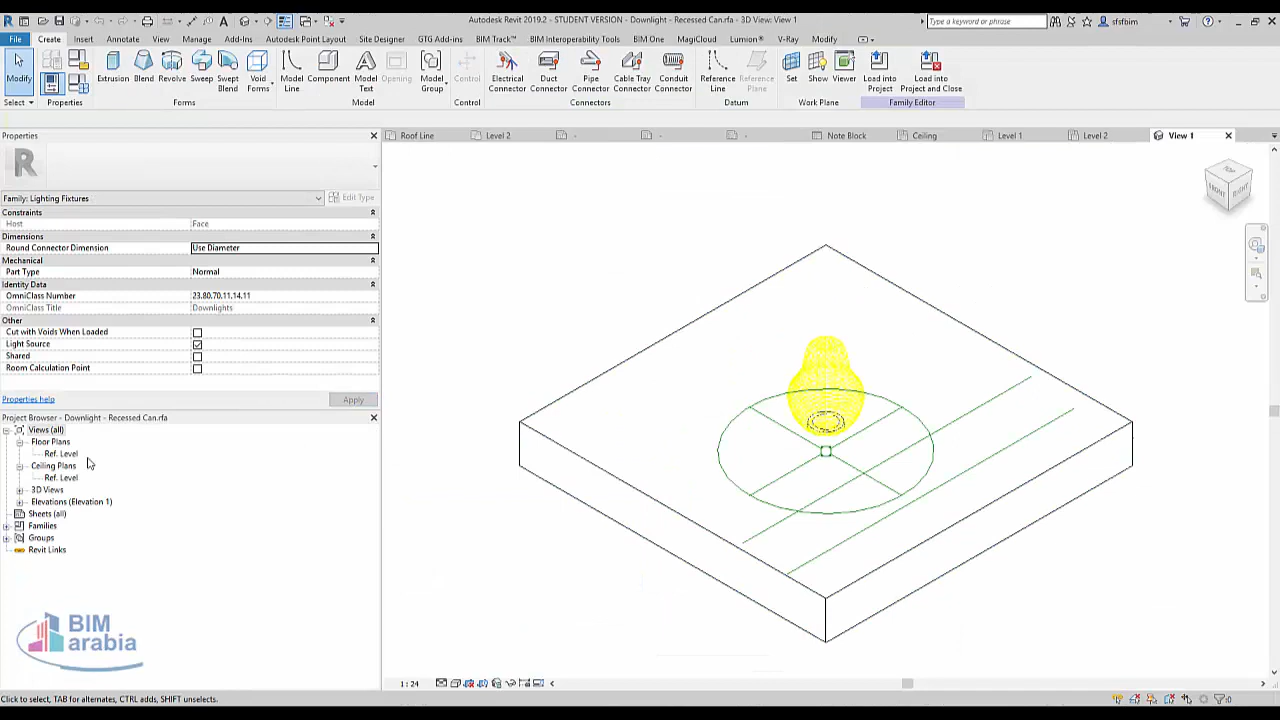 Autodesk Revit 2019.2 - STUDENT VERSION - Downlight - Recessed Can.rfa - 3D View: View 1
Type a keyword or phrase
sfsfbim
File Create Insert Annotate View Manage Add-Ins Autodesk Point Layout Site Designer GTG Add-Ins BIM Track™ BIM Interoperability Tools BIM One MagiCloud Lumion® V-Ray Modify
Modify
Extrusion Blend Revolve Sweep Swept Blend Void Forms
Model Line Component Model Text Opening Model Group
Control
Electrical Connector Duct Connector Pipe Connector Cable Tray Connector Conduit Connector
Reference Line Reference Plane
Set Show Viewer
Load into Project Load into Project and Close
Select Properties Forms Model Control Connectors Datum Work Plane Family Editor
Properties
Roof Line Level 2 - - - Note Block Ceiling Level 1 Level 2 View 1
R
TOP
FRONT
RIGHT
Family: Lighting Fixtures
Edit Type
Constraints
Host Face
Dimensions
Round Connector Dimension Use Diameter
Mechanical
Part Type Normal
Identity Data
OmniClass Number 23.80.70.11.14.11
OmniClass Title Downlights
Other
Cut with Voids When Loaded
Light Source
Shared
Room Calculation Point
Properties help
Apply
Project Browser - Downlight - Recessed Can.rfa
Views (all)
Floor Plans
Ref. Level
Ceiling Plans
Ref. Level
3D Views
Elevations (Elevation 1)
Sheets (all)
Families
Groups
Revit Links
BIM
arabia
1 : 24
Click to select, TAB for alternates, CTRL adds, SHIFT unselects.
:0